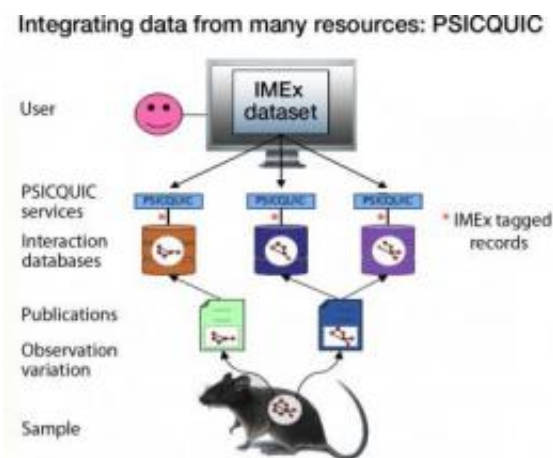 Integrating data from many resources: PSICQUIC
User
IMEx
dataset
PSICQUIC
services
PSICQUIC
PSICQUIC
PSICQUIC
* IMEx tagged
records
Interaction
databases
Publications
Observation
variation
Sample